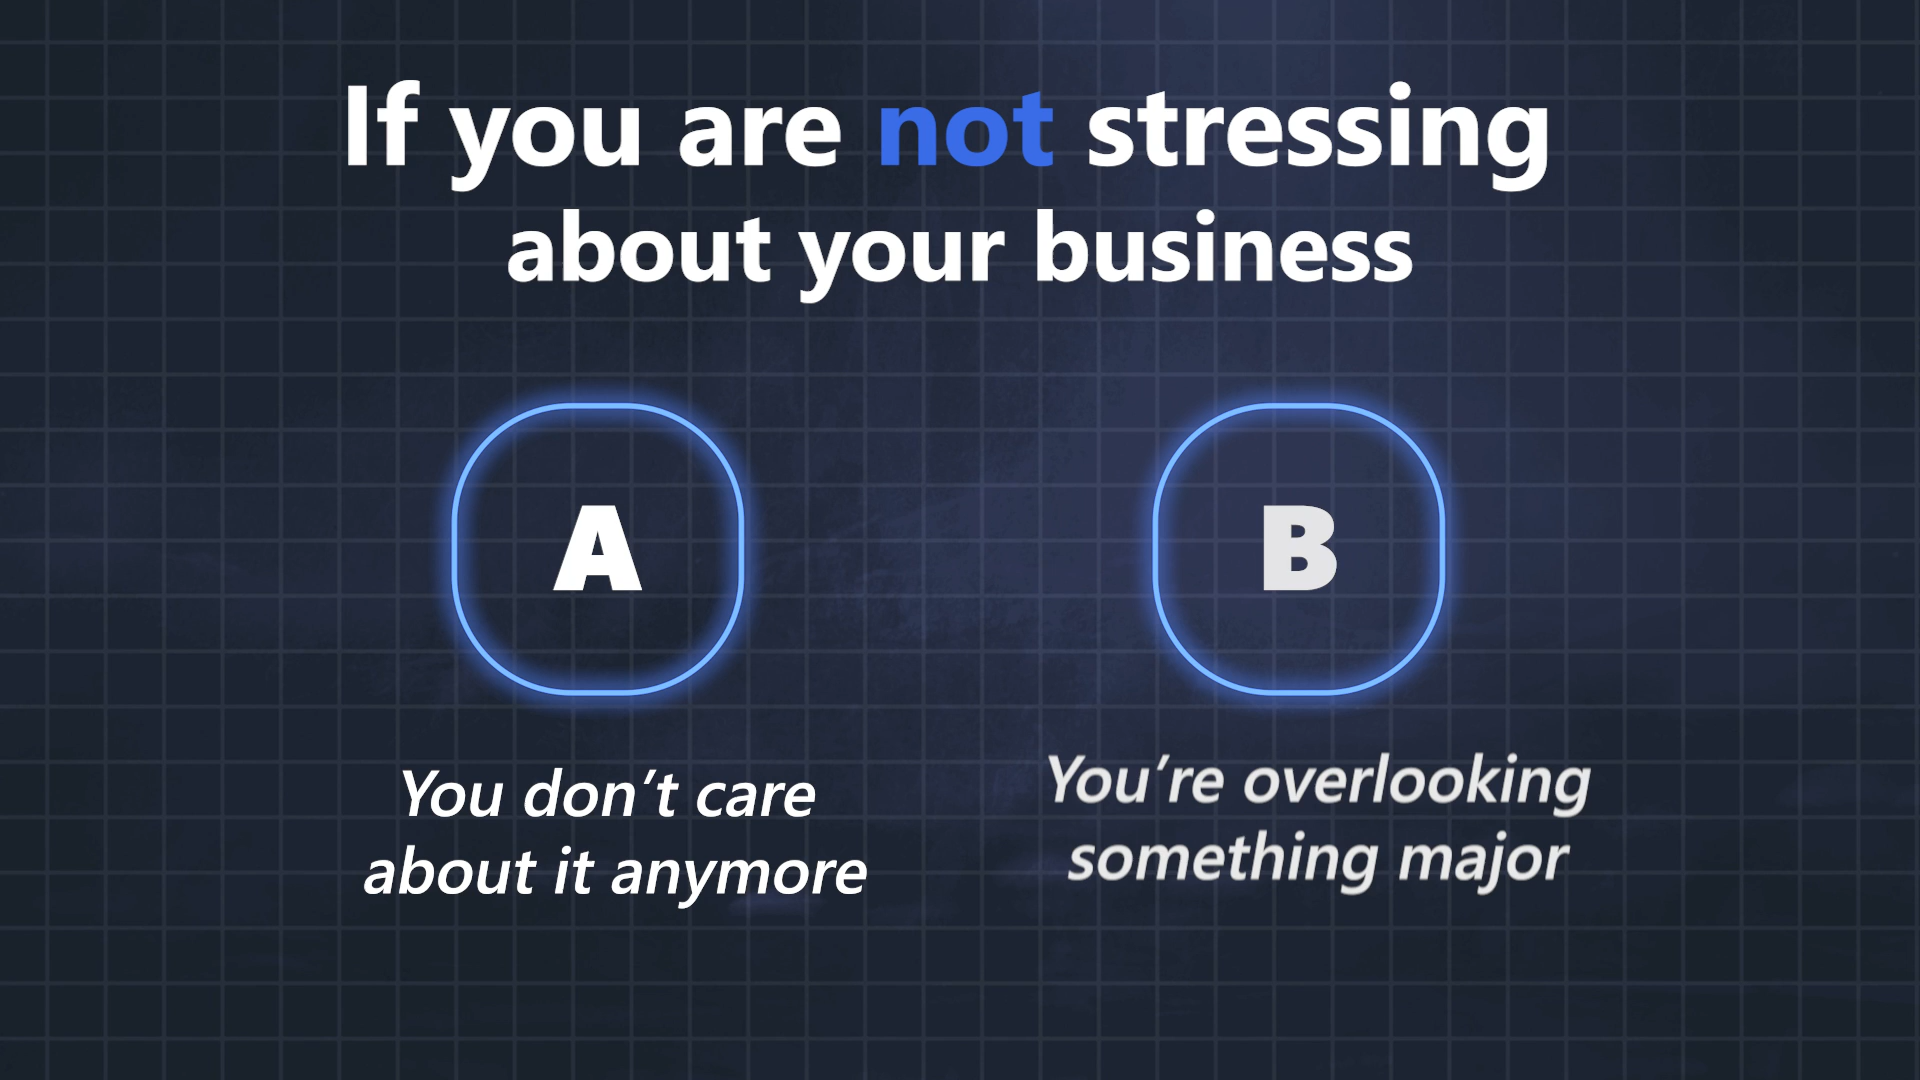 If you are not stressing
about your business
A
You don’t care
about it anymore
B
You’re overlooking
something major